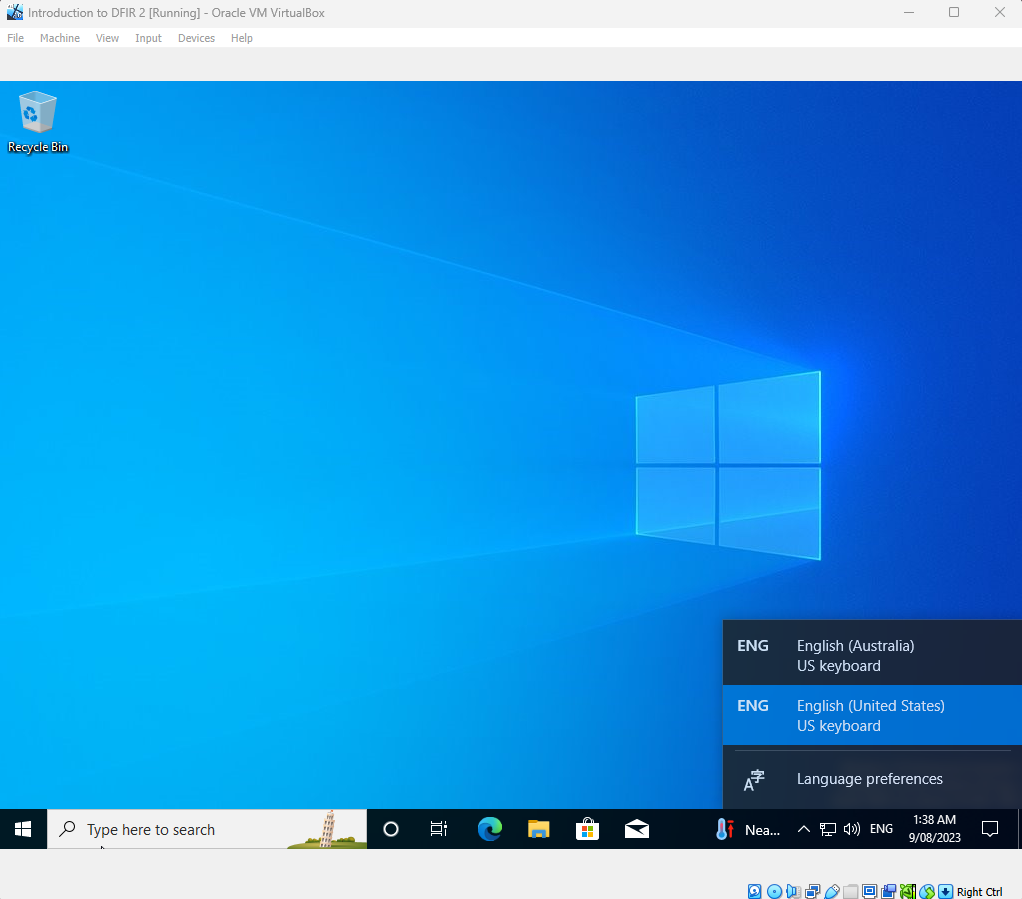 Introduction to DFIR 2 [Running] - Oracle VM VirtualBox
File Machine View Input Devices Help
Recycle Bin
ENG English (Australia)
US keyboard
ENG English (United States)
US keyboard
Language preferences
Type here to search
Nea...
ENG
1:38 AM
9/08/2023
Right Ctrl